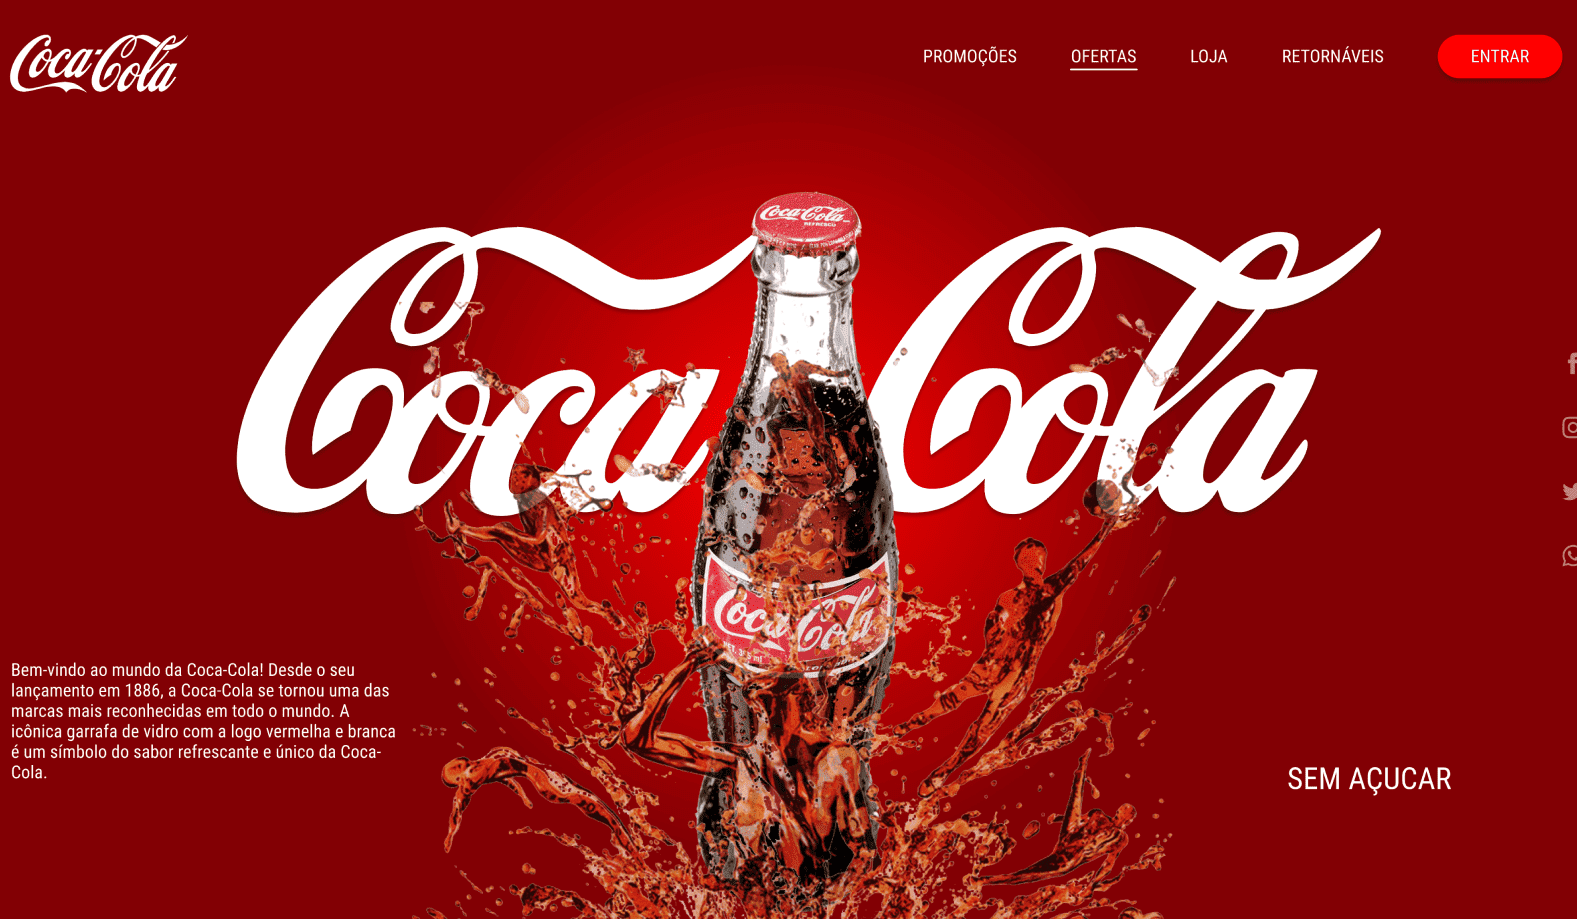 Coca-Cola
PROMOÇÕES
OFERTAS
LOJA
RETORNÁVEIS
ENTRAR
Coca-Cola
REFRESCO
Coca Cola
Coca-Cola
Bem-vindo ao mundo da Coca-Cola! Desde o seu
lançamento em 1886, a Coca-Cola se tornou uma das
marcas mais reconhecidas em todo o mundo. A
icônica garrafa de vidro com a logo vermelha e branca
é um símbolo do sabor refrescante e único da Coca-
Cola.
SEM AÇUCAR